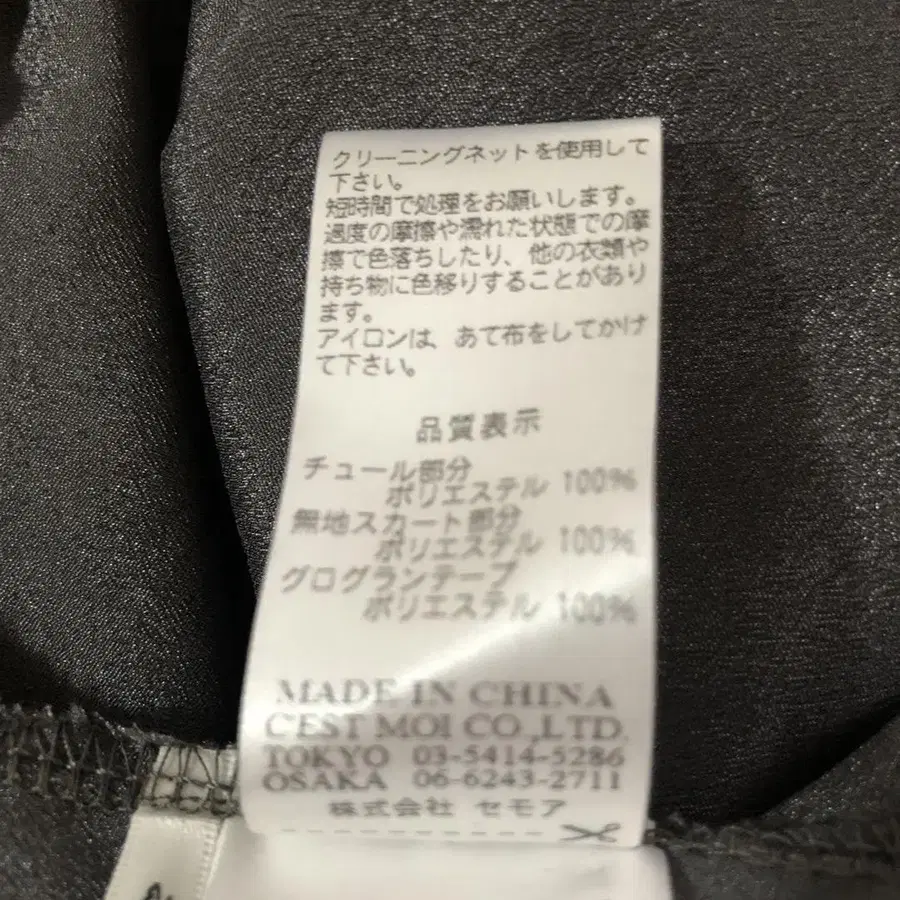 クリーニングネットを使用して
下さい。
短時間で処理をお願いします。
過度の摩擦や濡れた状態での摩
擦で色落ちしたり、他の衣類や
持ち物に色移りすることがあり
ます。
アイロンは、あて布をしてかけ
て下さい。
品質表示
チュール部分
ポリエステル 100%
無地スカート部分
ポリエステル 100%
グログランテープ
ポリエステル 100%
MADE IN CHINA
C'EST MOI CO.,LTD.
TOKYO 03-5414-5286
OSAKA 06-6243-2711
株式会社 セモア